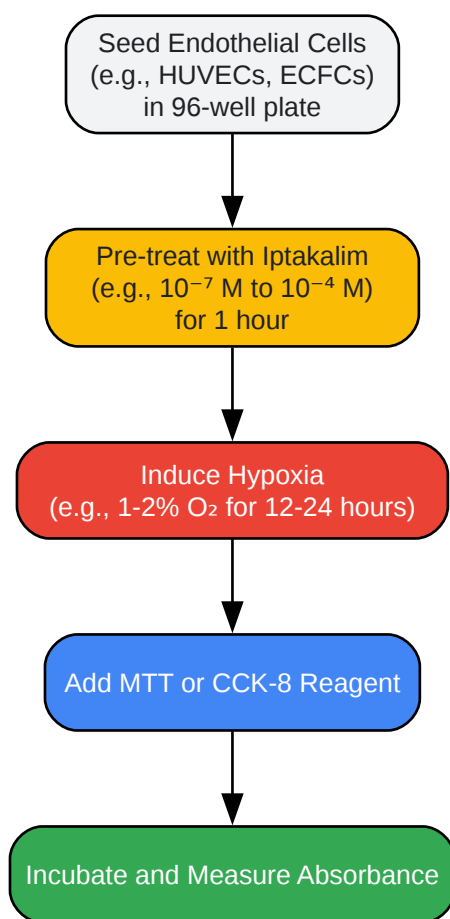 Seed Endothelial Cells
(e.g., HUVECs, ECFCs)
in 96-well plate
Pre-treat with Iptakalim
(e.g., 10⁻⁷ M to 10⁻⁴ M)
for 1 hour
Induce Hypoxia
(e.g., 1-2% O₂ for 12-24 hours)
Add MTT or CCK-8 Reagent
Incubate and Measure Absorbance